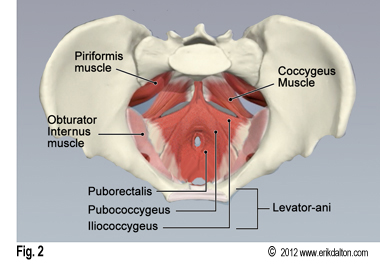 Piriformis
muscle
Coccygeus
Muscle
Obturator
Internus
muscle
Puborectalis
Pubococcygeus
Iliococcygeus
Levator-ani
Fig. 2
© 2012 www.erikdalton.com